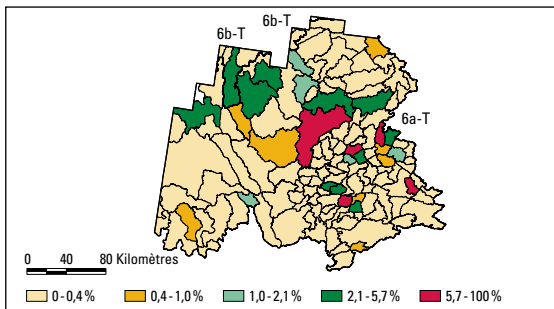 6b-T
6b-T
6a-T
0 40 80 Kilomètres
0 - 0,4 %
0,4 - 1,0 %
1,0 - 2,1 %
2,1 - 5,7 %
5,7 - 100 %